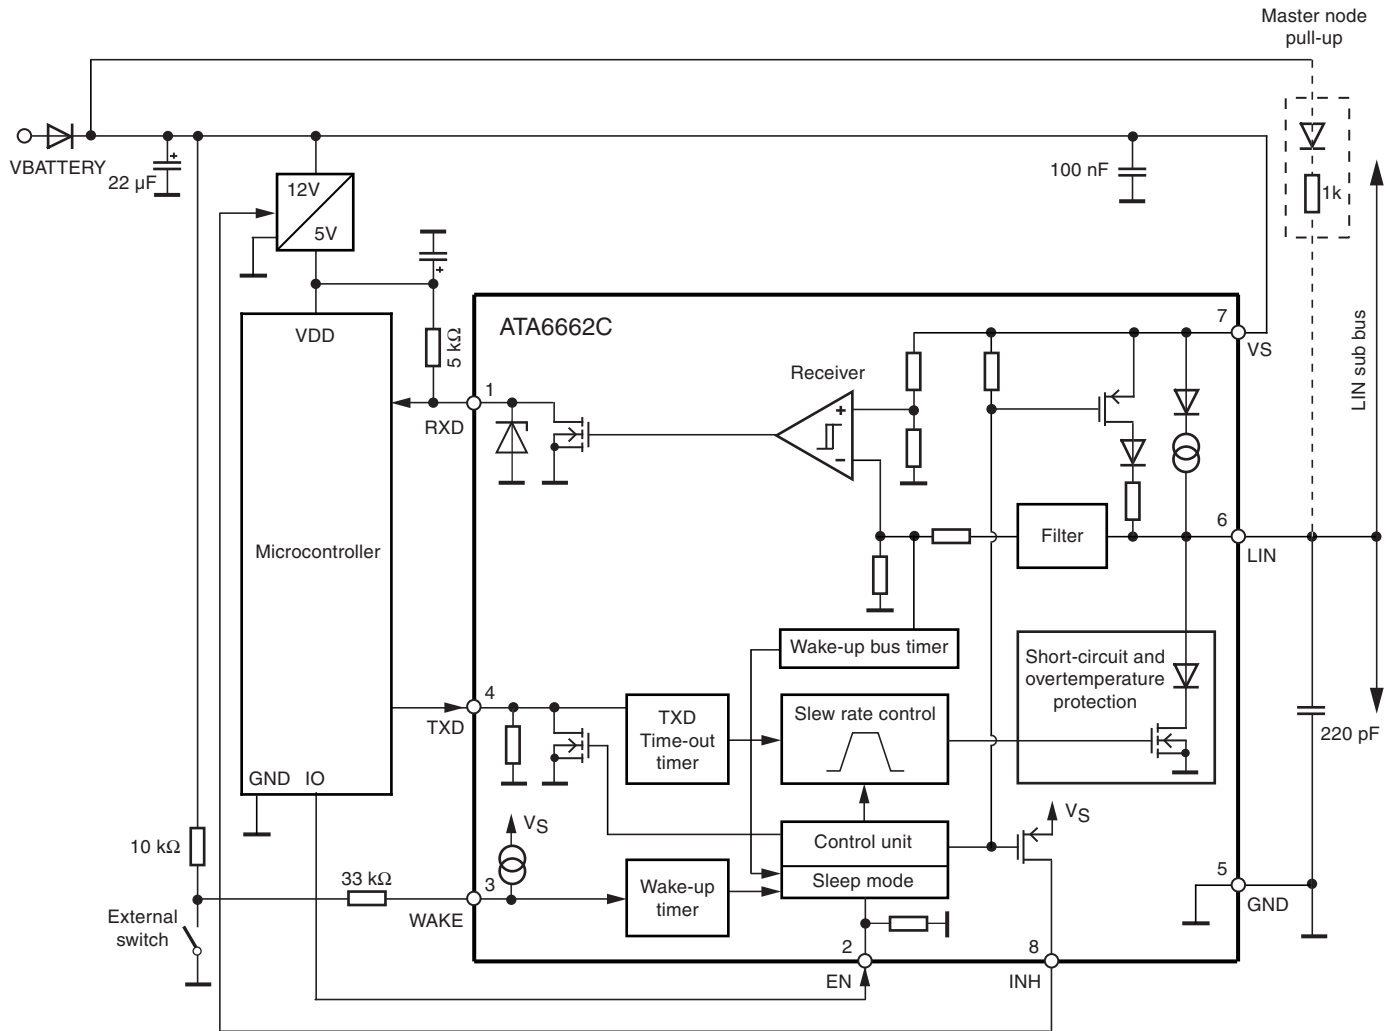 Master node
pull-up
VBATTERY
22 µF
+
12V
5V
100 nF
1k
+
VDD
5 kΩ
ATA6662C
7
VS
LIN sub bus
Receiver
1
RXD
+
-
Microcontroller
Filter
6
LIN
Wake-up bus timer
Short-circuit and
overtemperature
protection
4
TXD
TXD
Time-out
timer
Slew rate control
220 pF
GND
IO
VS
Control unit
VS
10 kΩ
33 kΩ
3
WAKE
Wake-up
timer
Sleep mode
5
GND
External
switch
2
EN
8
INH